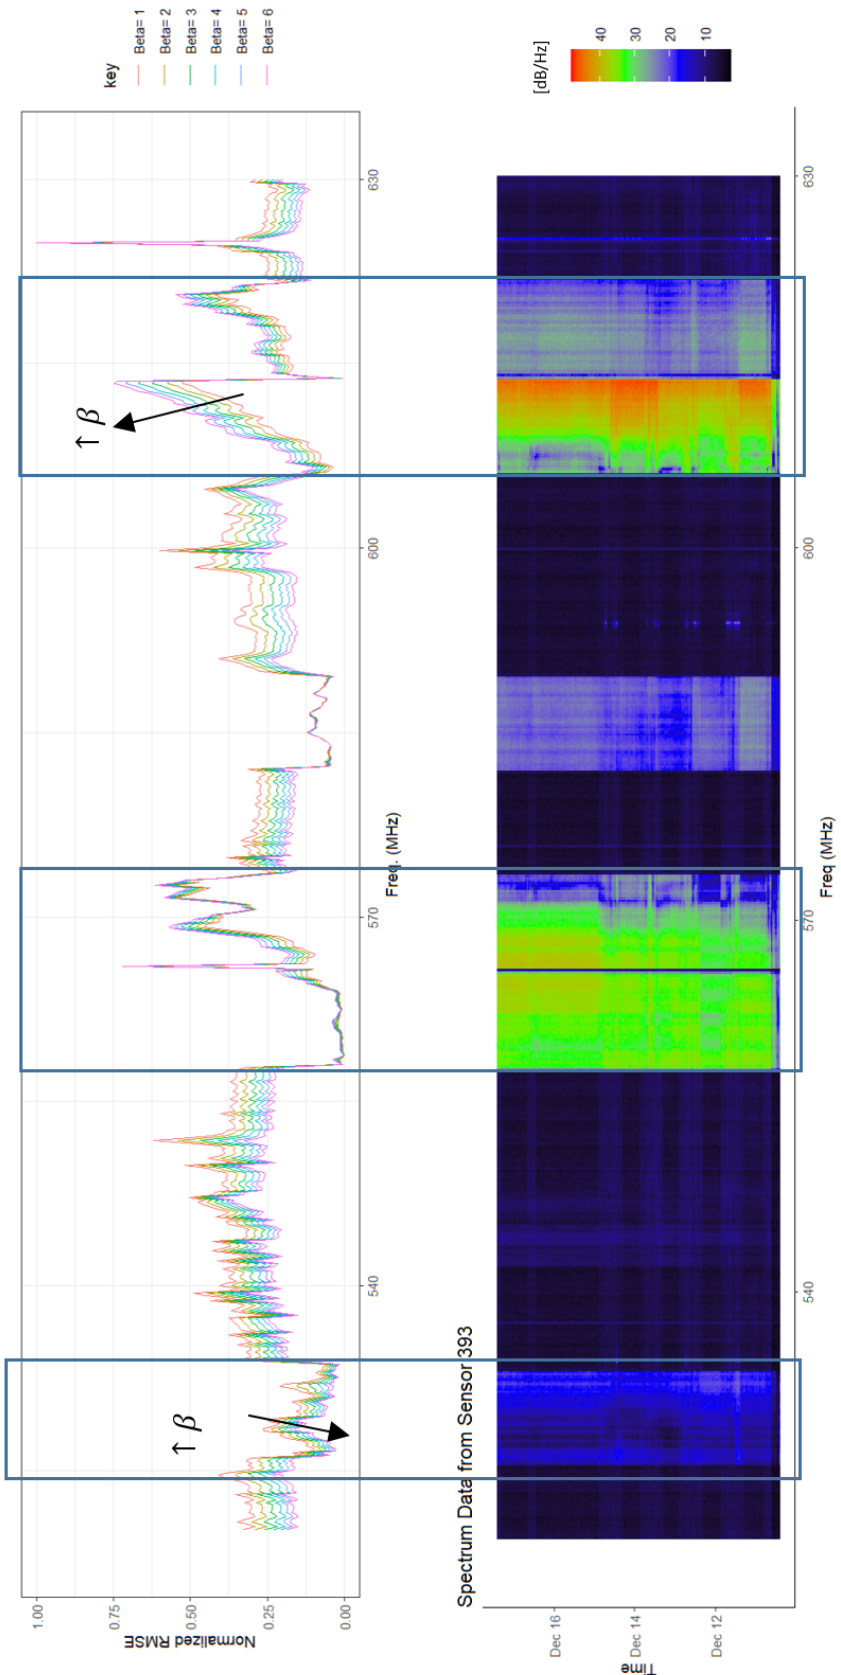 1.00
0.75
0.50
0.25
0.00
Normalized RMSE
540
570
600
630
Freq. (MHz)
↑ β
↑ β
key
Beta= 1
Beta= 2
Beta= 3
Beta= 4
Beta= 5
Beta= 6
Spectrum Data from Sensor 393
Dec 16
Dec 14
Dec 12
Time
540
570
600
630
Freq (MHz)
[dB/Hz]
40
30
20
10